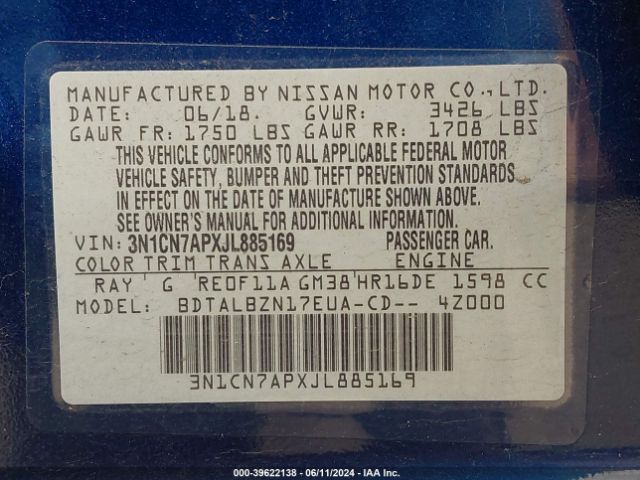 MANUFACTURED BY NISSAN MOTOR CO., LTD.
DATE: 06/18. GVWR: 3426 LBS
GAWR FR: 1750 LBS GAWR RR: 1708 LBS
THIS VEHICLE CONFORMS TO ALL APPLICABLE FEDERAL MOTOR
VEHICLE SAFETY, BUMPER AND THEFT PREVENTION STANDARDS
IN EFFECT ON THE DATE OF MANUFACTURE SHOWN ABOVE.
SEE OWNER'S MANUAL FOR ADDITIONAL INFORMATION.
VIN: 3N1CN7APXJL885169 PASSENGER CAR.
COLOR TRIM TRANS AXLE ENGINE
RAY G RE0F11A GM38 HR16DE 1598 CC
MODEL: BDTALBZN17EUA-CD-- 4Z000
3N1CN7APXJL885169
000-39622138 - 06/11/2024 - IAA Inc.